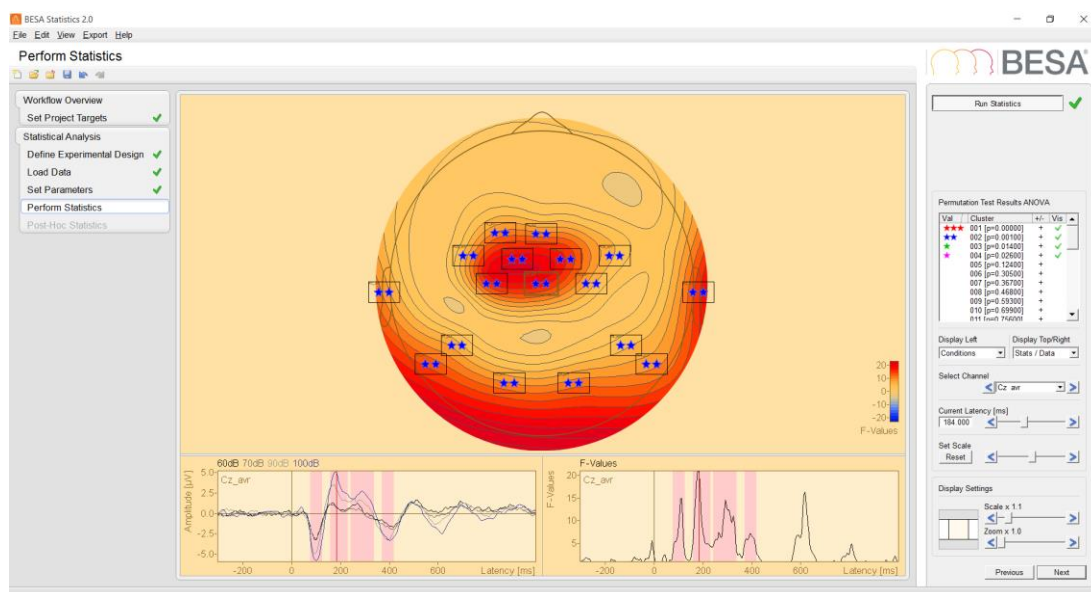 BESA Statistics 2.0
File Edit View Export Help
Perform Statistics
BESA
Workflow Overview
Set Project Targets
Statistical Analysis
Define Experimental Design
Load Data
Set Parameters
Perform Statistics
Post-Hoc Statistics
20
10
0
-10
-20
F-Values
60dB 70dB 90dB 100dB
Cz_avr
Amplitude [µV]
5.0
2.5
0.0
-2.5
-5.0
-200 0 200 400 600 Latency [ms]
F-Values
Cz_avr
F-Values
20
15
10
5
-200 0 200 400 600 Latency [ms]
Run Statistics
Permutation Test Results ANOVA
Val Cluster +/- Vis
001 [p=0.00000] +
002 [p=0.00100] +
003 [p=0.01400] +
004 [p=0.02600] +
005 [p=0.12400] +
006 [p=0.30500] +
007 [p=0.36700] +
008 [p=0.46800] +
009 [p=0.59300] +
010 [p=0.69900] +
011 [p=0.75600] +
Display Left Display Top/Right
Conditions Stats / Data
Select Channel
Cz_avr
Current Latency [ms]
184.000
Set Scale
Reset
Display Settings
Scale x 1.1
Zoom x 1.0
Previous Next